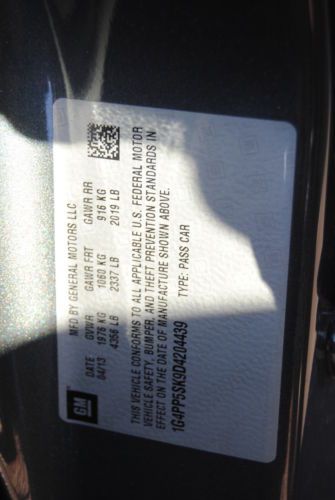 GM
MFD BY GENERAL MOTORS LLC
DATE GVWR GAWR FRT GAWR RR
04/13 1976 KG 1060 KG 916 KG
4356 LB 2337 LB 2019 LB
THIS VEHICLE CONFORMS TO ALL APPLICABLE U.S. FEDERAL MOTOR
VEHICLE SAFETY, BUMPER, AND THEFT PREVENTION STANDARDS IN
EFFECT ON THE DATE OF MANUFACTURE SHOWN ABOVE.
1G4PP5SK9D4204439 TYPE: PASS CAR